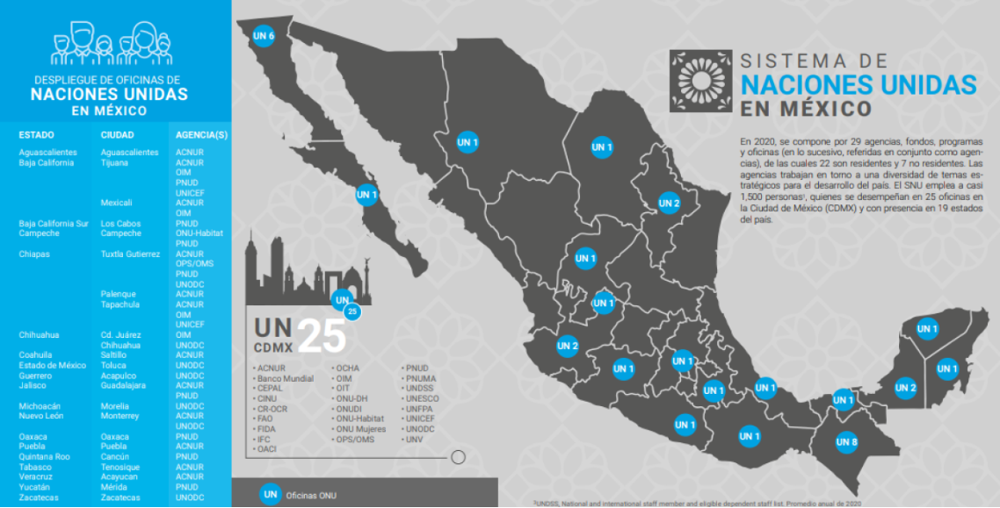 DESPLIEGUE DE OFICINAS DE
NACIONES UNIDAS
EN MÉXICO
ESTADO CIUDAD AGENCIA(S)
Aguascalientes Aguascalientes ACNUR
Baja California Tijuana ACNUR
OIM
PNUD
UNICEF
Mexicali ACNUR
OIM
Baja California Sur Los Cabos PNUD
Campeche Campeche ONU-Habitat
PNUD
Chiapas Tuxtla Gutierrez ACNUR
OPS/OMS
PNUD
UNODC
Palenque ACNUR
Tapachula ACNUR
OIM
UNICEF
Chihuahua Cd. Juárez OIM
Chihuahua UNODC
Coahuila Saltillo ACNUR
Estado de México Toluca UNODC
Guerrero Acapulco UNODC
Jalisco Guadalajara ACNUR
PNUD
Michoacán Morelia UNODC
Nuevo León Monterrey ACNUR
UNODC
Oaxaca Oaxaca PNUD
Puebla Puebla ACNUR
Quintana Roo Cancún PNUD
Tabasco Tenosique ACNUR
Veracruz Acayucan ACNUR
Yucatán Mérida PNUD
Zacatecas Zacatecas UNODC
UN 6
UN 1
UN 1
UN 1
UN 2
UN 1
UN 1
UN 2
UN 1
UN 1
UN 1
UN 1
UN 1
UN 1
UN 1
UN 8
UN 2
UN 1
UN 1
UN
25
UN
CDMX
25
• ACNUR
• Banco Mundial
• CEPAL
• CINU
• CR-OCR
• FAO
• FIDA
• IFC
• OACI
• OCHA
• OIM
• OIT
• ONU-DH
• ONUDI
• ONU-Habitat
• ONU Mujeres
• OPS/OMS
• PNUD
• PNUMA
• UNDSS
• UNESCO
• UNFPA
• UNICEF
• UNODC
• UNV
UN Oficinas ONU
SISTEMA DE
NACIONES UNIDAS
EN MÉXICO
En 2020, se compone por 29 agencias, fondos, programas
y oficinas (en lo sucesivo, referidas en conjunto como agen-
cias), de las cuales 22 son residentes y 7 no residentes. Las
agencias trabajan en torno a una diversidad de temas es-
tratégicos para el desarrollo del país. El SNU emplea a casi
1,500 personas¹, quienes se desempeñan en 25 oficinas en
la Ciudad de México (CDMX) y con presencia en 19 estados
del país.
³UNDSS, National and international staff member and eligible dependent staff list. Promedio anual de 2020